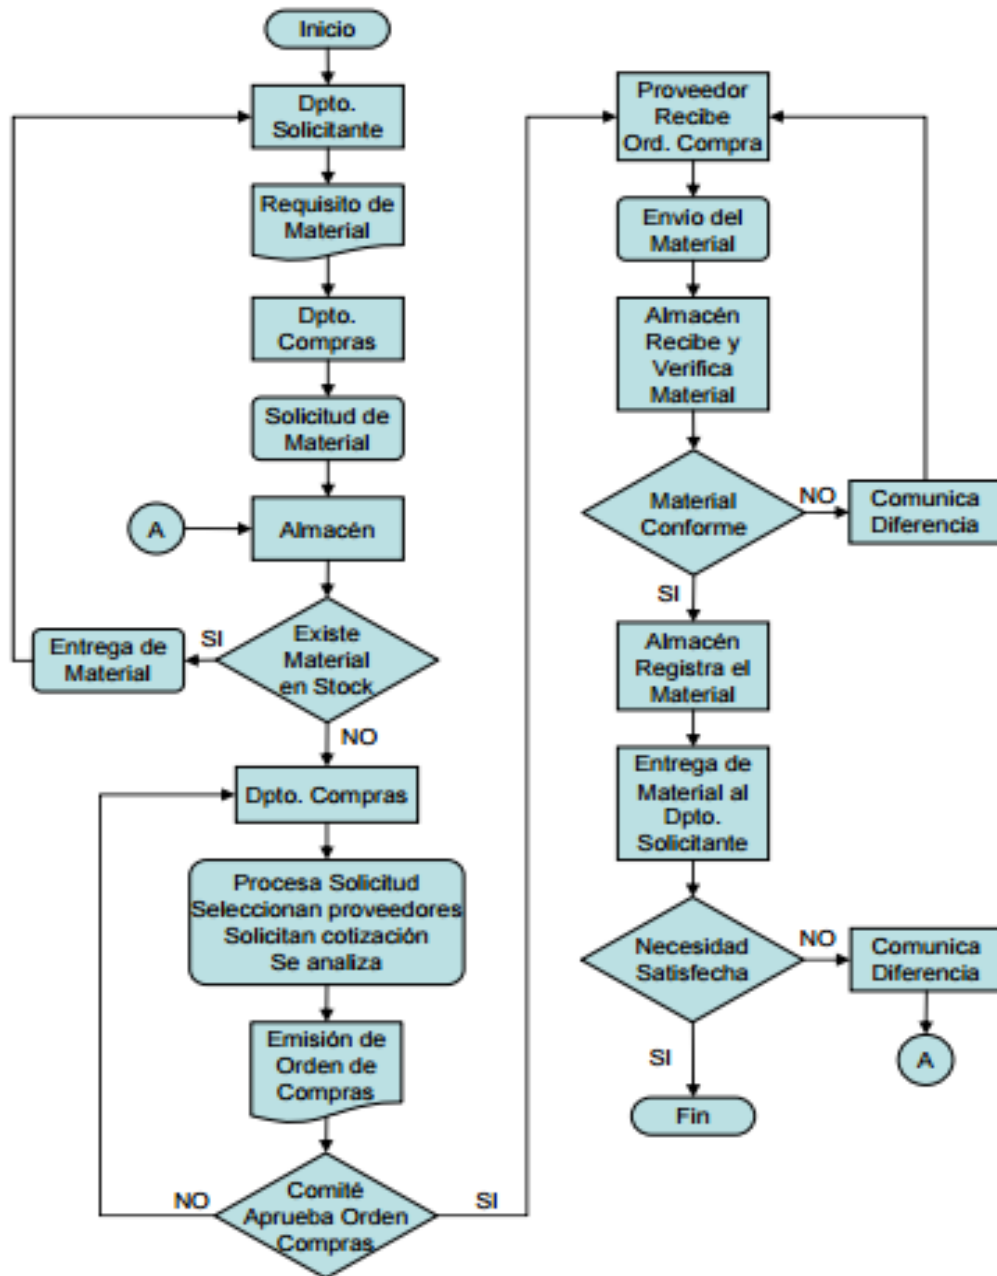 Inicio
Dpto.
Solicitante
Requisito de
Material
Dpto.
Compras
Solicitud de
Material
A
Almacén
Entrega de
Material
SI
Existe
Material
en Stock
NO
Dpto. Compras
Procesa Solicitud
Seleccionan proveedores
Solicitan cotización
Se analiza
Emisión de
Orden de
Compras
NO
Comité
Aprueba Orden
Compras
SI
Proveedor
Recibe
Ord. Compra
Envio del
Material
Almacén
Recibe y
Verifica
Material
Material
Conforme
NO
Comunica
Diferencia
SI
Almacén
Registra el
Material
Entrega de
Material al
Dpto.
Solicitante
Necesidad
Satisfecha
NO
Comunica
Diferencia
A
SI
Fin